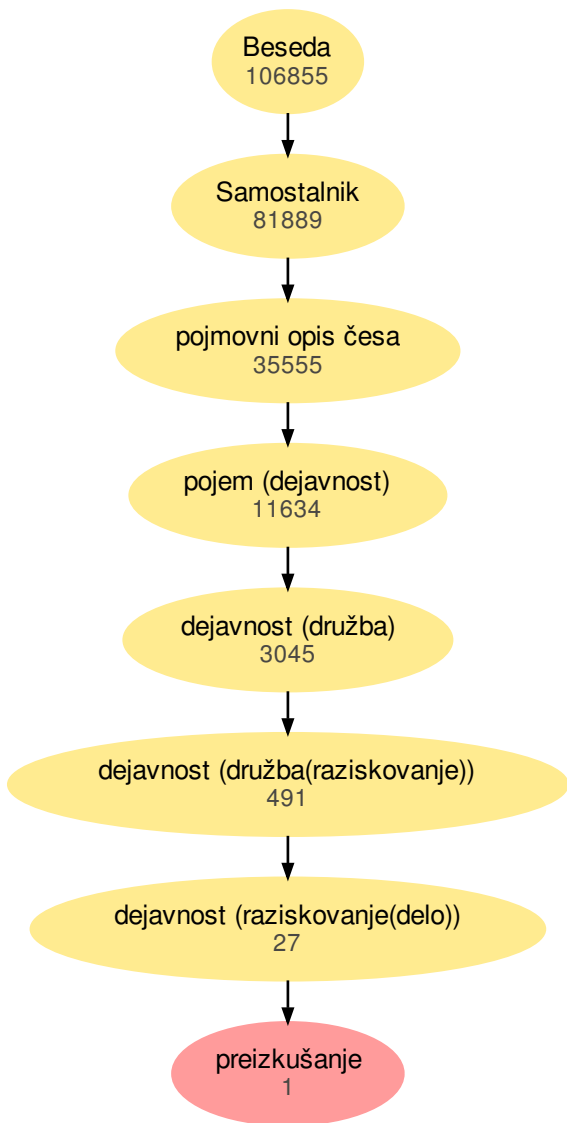 Beseda
106855
Samostalnik
81889
pojmovni opis česa
35555
pojem (dejavnost)
11634
dejavnost (družba)
3045
dejavnost (družba(raziskovanje))
491
dejavnost (raziskovanje(delo))
27
preizkušanje
1